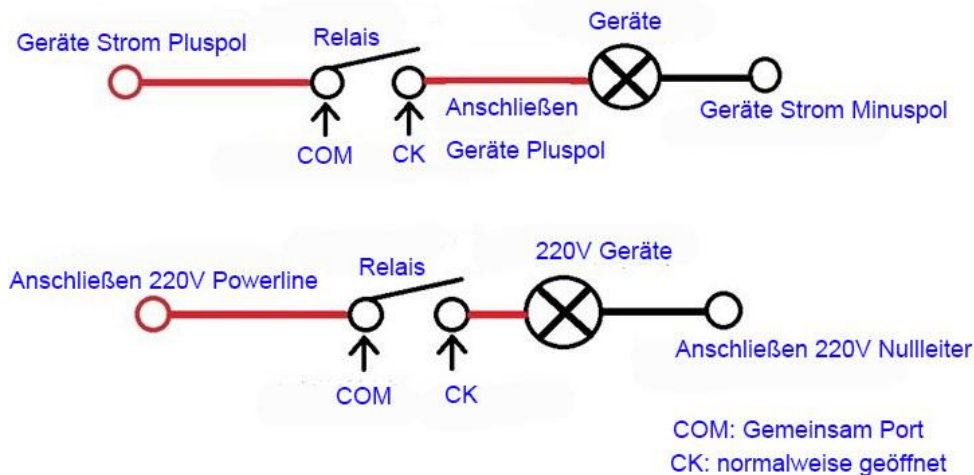 Geräte
Geräte Strom Pluspol
Relais
Anschließen
Geräte Pluspol
Geräte Strom Minuspol
COM
CK
220V Geräte
Anschließen 220V Powerline
Relais
Anschließen 220V Nullleiter
COM
CK
COM: Gemeinsam Port
CK: normalweise geöffnet